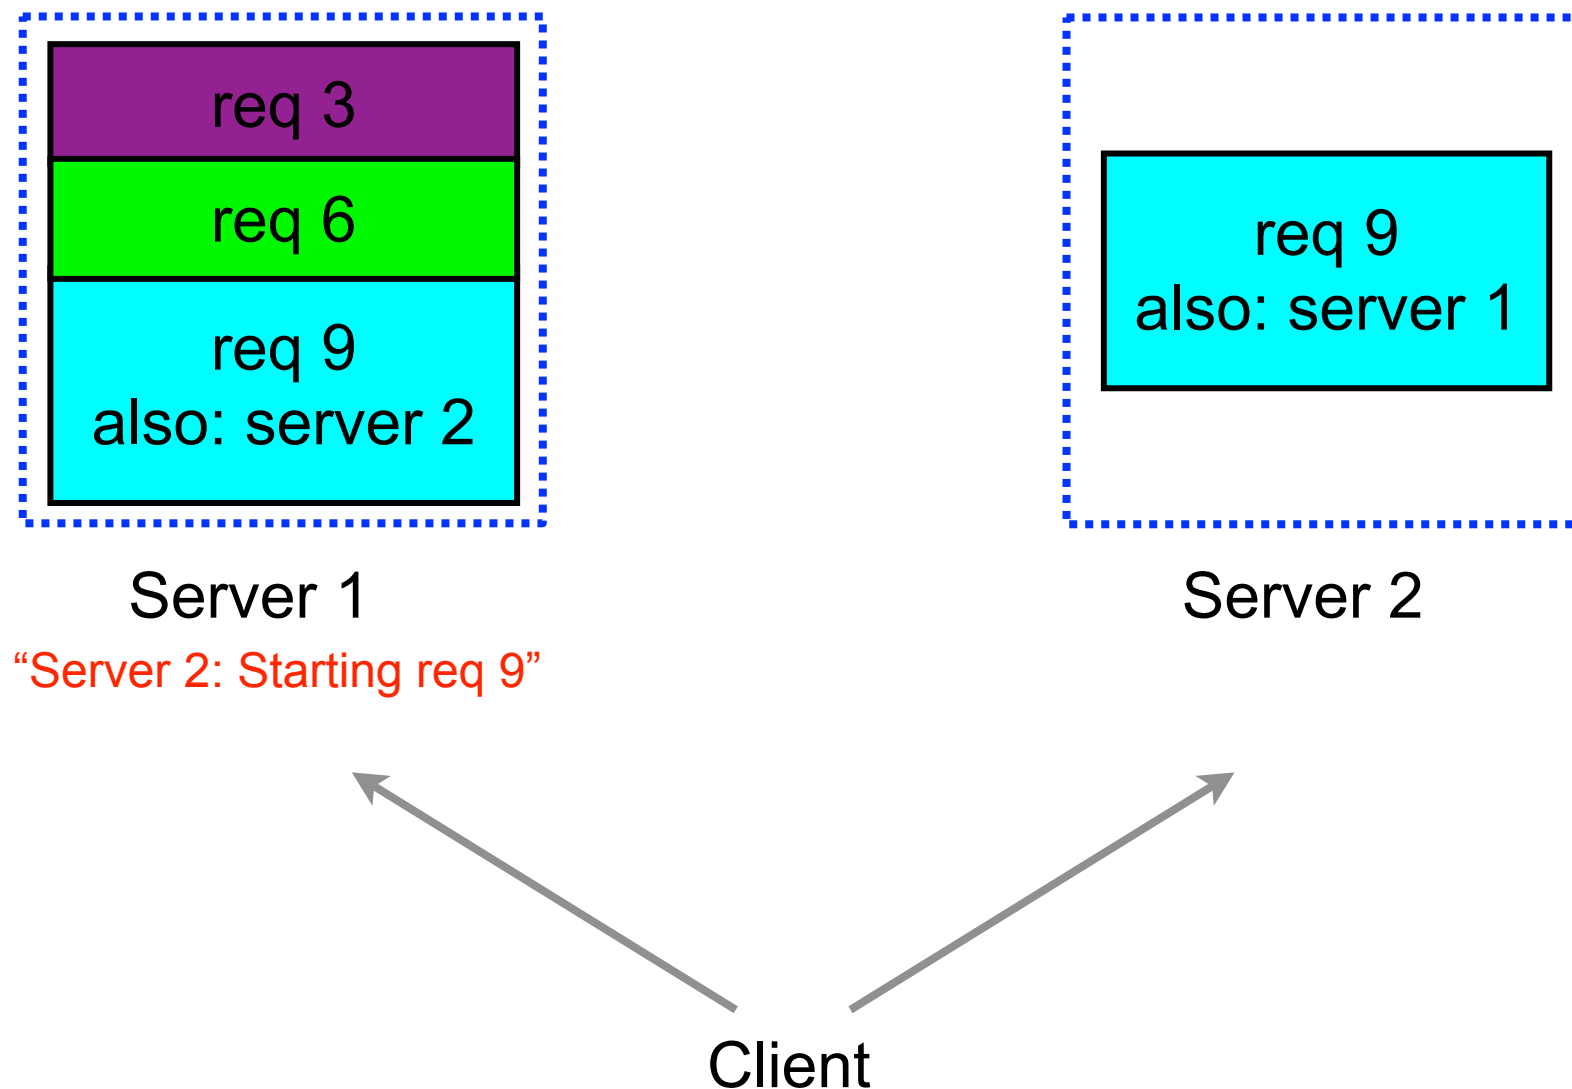 req 3
req 6
req 9
also: server 2
Server 1
“Server 2: Starting req 9”
req 9
also: server 1
Server 2
Client